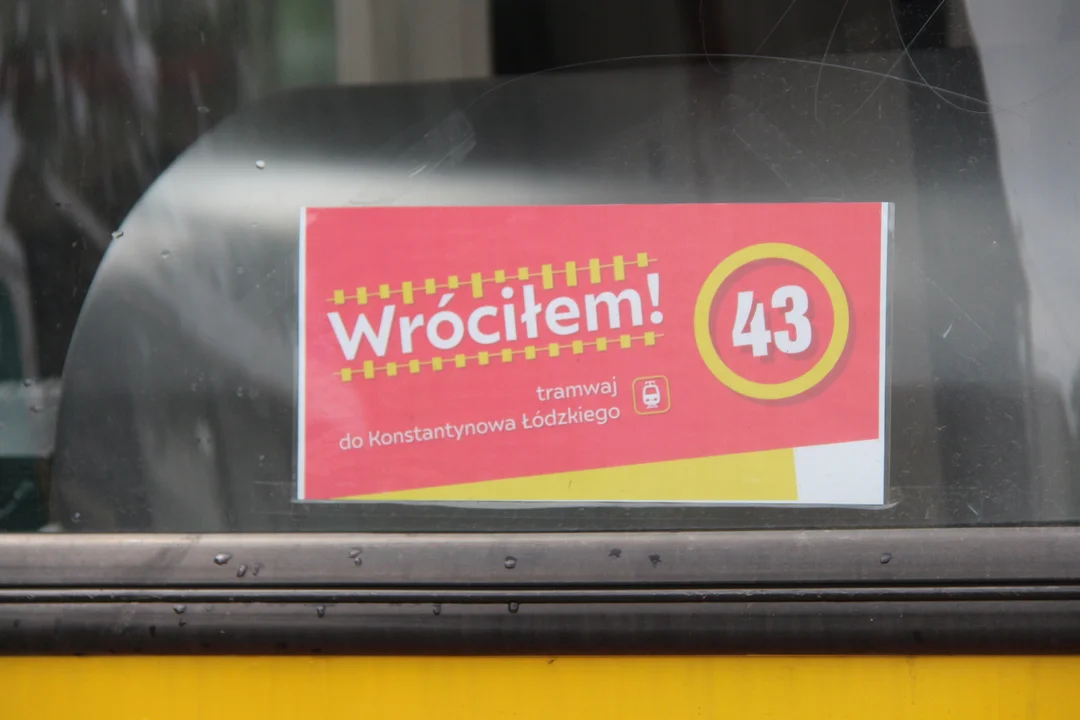 Wróciłem!
43
tramwaj
do Konstantynowa Łódzkiego